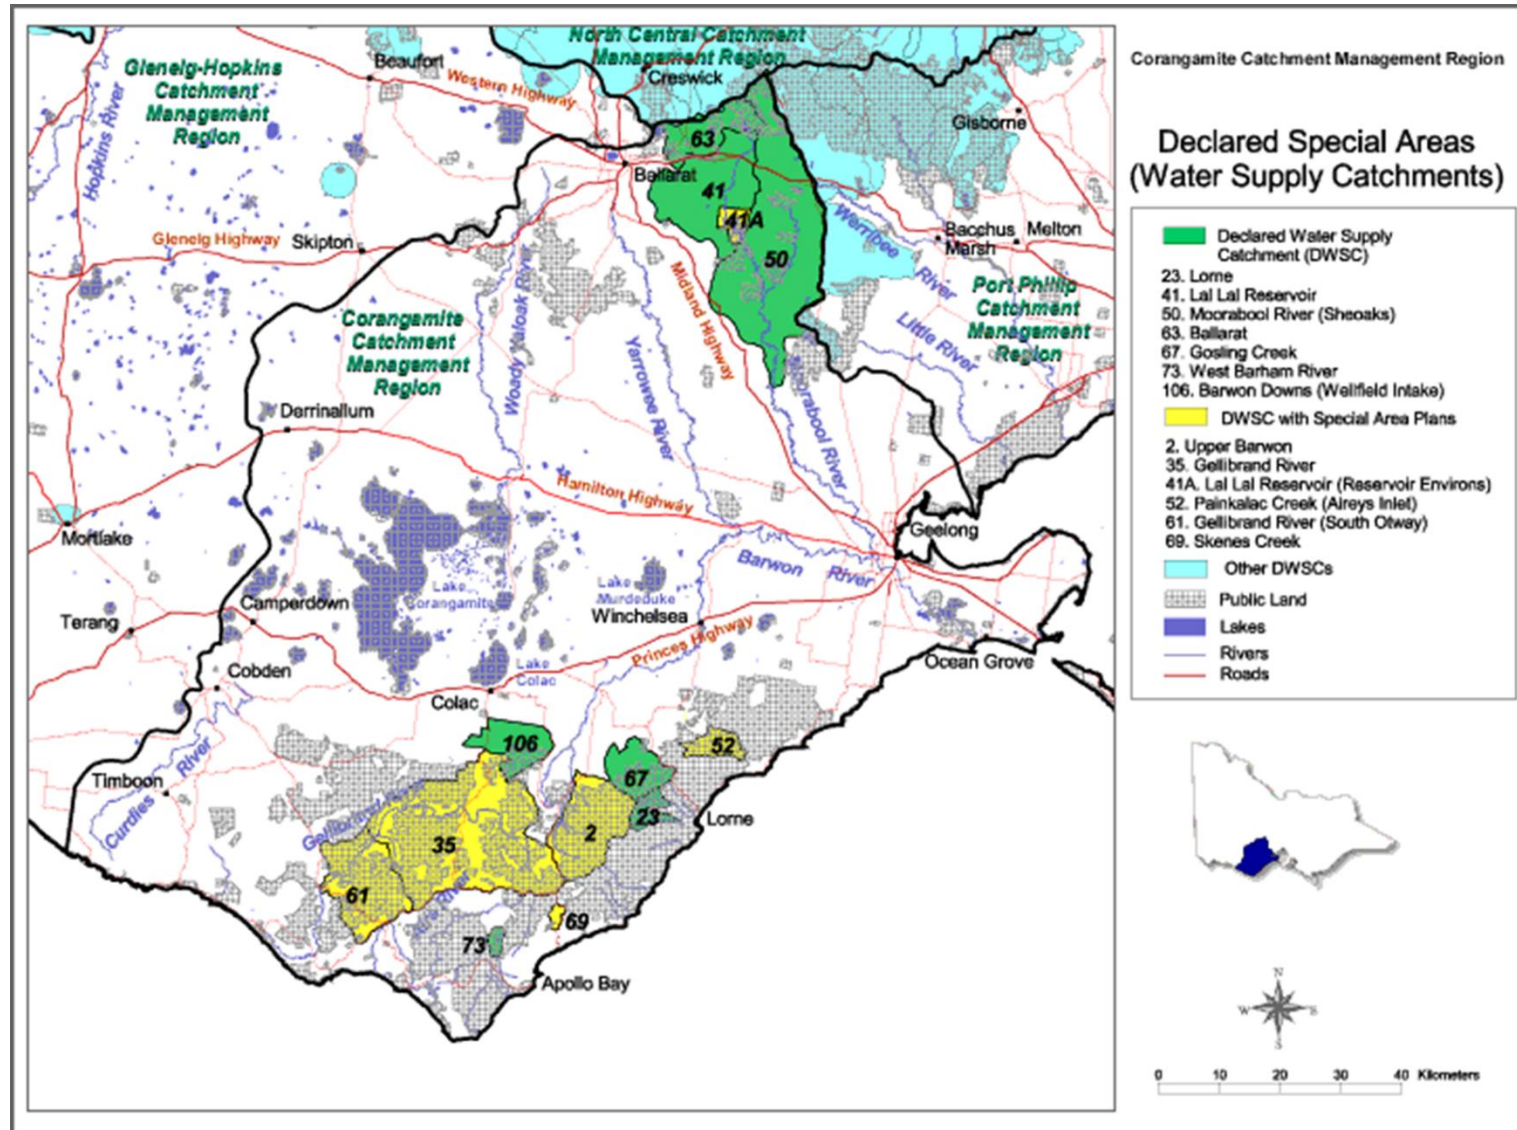 Corangamite Catchment Management Region
Declared Special Areas
(Water Supply Catchments)
Declared Water Supply
Catchment (DWSC)
23. Lorne
41. Lal Lal Reservoir
50. Moorabool River (Sheoaks)
63. Ballarat
67. Gosling Creek
73. West Barham River
106. Barwon Downs (Wellfield Intake)
DWSC with Special Area Plans
2. Upper Barwon
35. Gellibrand River
41A. Lal Lal Reservoir (Reservoir Environs)
52. Painkalac Creek (Aireys Inlet)
61. Gellibrand River (South Otway)
69. Skenes Creek
Other DWSCs
Public Land
Lakes
Rivers
Roads
N
W
S
0 10 20 30 40 Kilometers
North Central Catchment
Management Region
Glenelg-Hopkins
Catchment
Management
Region
Beaufort
Western Highway
Creswick
Gisborne
Hopkins River
63
Ballarat
41
41A
50
Werribee River
Bacchus
Marsh
Melton
Glenelg Highway
Skipton
Port Phillip
Catchment
Management
Region
Corangamite
Catchment
Management
Region
Woady Yaloak River
Midland Highway
Little River
Yarrowee River
Moorabool River
Derrinallum
Hamilton Highway
Mortlake
Geelong
Barwon River
Lake
Corangamite
Lake
Murdeduke
Camperdown
Terang
Winchelsea
Princes Highway
Ocean Grove
Cobden
Lake
Colac
Colac
106
52
67
Timboon
Curdies River
23
Lorne
2
35
61
69
73
Apollo Bay